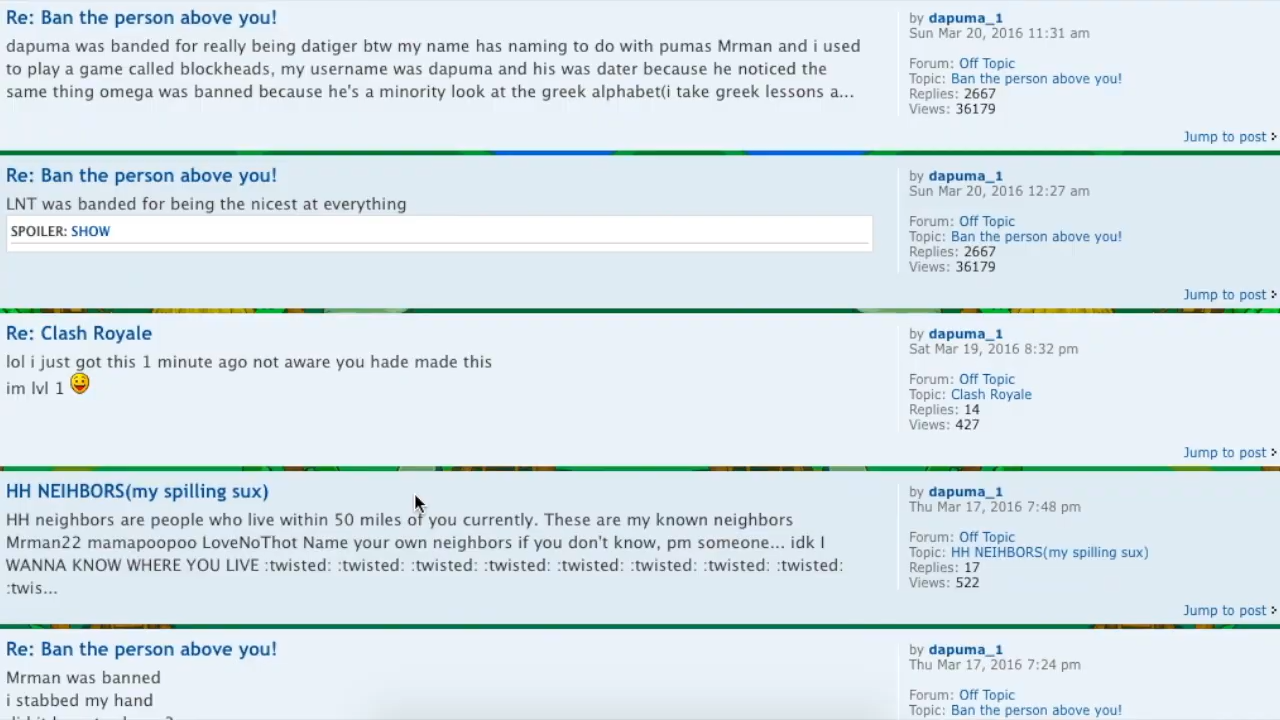 Re: Ban the person above you!
dapuma was banded for really being datiger btw my name has naming to do with pumas Mrman and i used
to play a game called blockheads, my username was dapuma and his was dater because he noticed the
same thing omega was banned because he's a minority look at the greek alphabet(i take greek lessons a...
by dapuma_1
Sun Mar 20, 2016 11:31 am
Forum: Off Topic
Topic: Ban the person above you!
Replies: 2667
Views: 36179
Jump to post
Re: Ban the person above you!
LNT was banded for being the nicest at everything
SPOILER: SHOW
by dapuma_1
Sun Mar 20, 2016 12:27 am
Forum: Off Topic
Topic: Ban the person above you!
Replies: 2667
Views: 36179
Jump to post
Re: Clash Royale
lol i just got this 1 minute ago not aware you hade made this
im lvl 1
by dapuma_1
Sat Mar 19, 2016 8:32 pm
Forum: Off Topic
Topic: Clash Royale
Replies: 14
Views: 427
Jump to post
HH NEIHBORS(my spilling sux)
HH neighbors are people who live within 50 miles of you currently. These are my known neighbors
Mrman22 mamapoopoo LoveNoThot Name your own neighbors if you don't know, pm someone... idk I
WANNA KNOW WHERE YOU LIVE :twisted: :twisted: :twisted: :twisted: :twisted: :twisted: :twisted: :twisted:
:twis...
by dapuma_1
Thu Mar 17, 2016 7:48 pm
Forum: Off Topic
Topic: HH NEIHBORS(my spilling sux)
Replies: 17
Views: 522
Jump to post
Re: Ban the person above you!
Mrman was banned
i stabbed my hand
by dapuma_1
Thu Mar 17, 2016 7:24 pm
Forum: Off Topic
Topic: Ban the person above you!